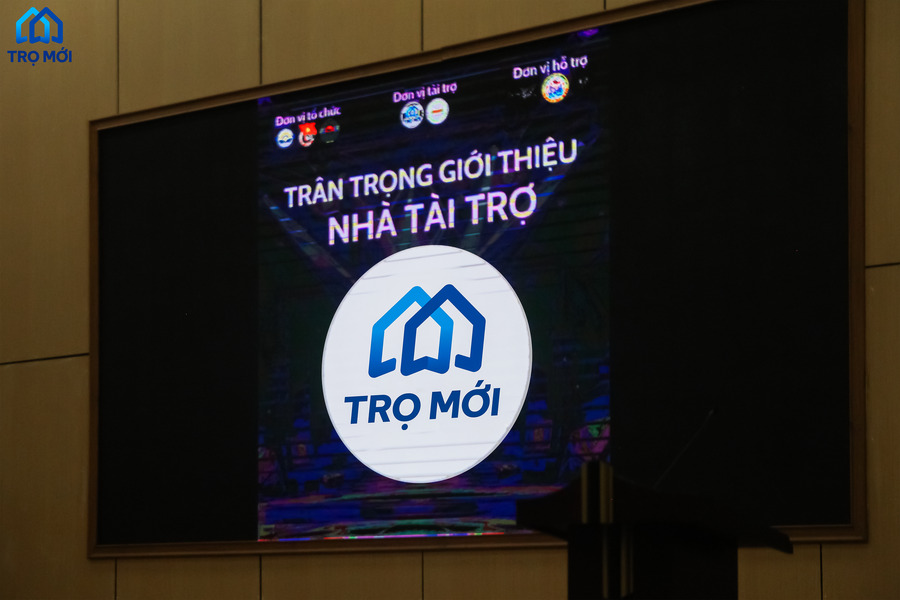 TRỌ MỚI
Đơn vị tổ chức
Đơn vị tài trợ
Đơn vị hỗ trợ
TRÂN TRỌNG GIỚI THIỆU
NHÀ TÀI TRỢ
TRỌ MỚI